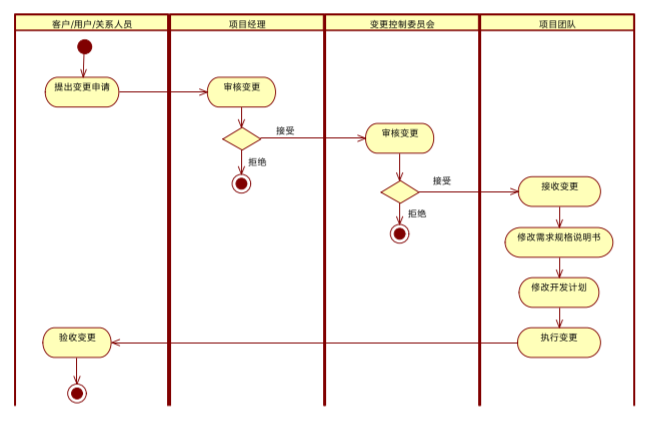 客户/用户/关系人员
项目经理
变更控制委员会
项目团队
提出变更申请
审核变更
接受
拒绝
审核变更
接受
拒绝
接收变更
修改需求规格说明书
修改开发计划
执行变更
验收变更